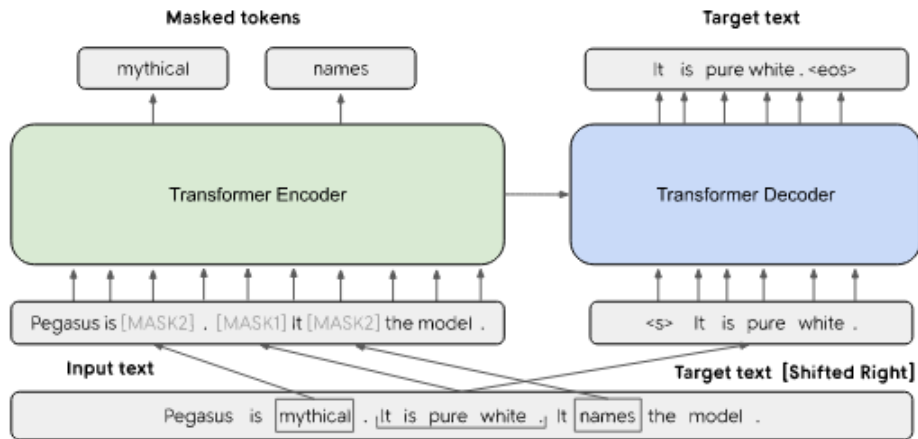 Masked tokens Target text
mythical names It is pure white . <eos>
Transformer Encoder Transformer Decoder
Pegasus is [MASK2] . [MASK1] It [MASK2] the model . <s> It is pure white .
Input text Target text [Shifted Right]
Pegasus is mythical . It is pure white . It names the model .